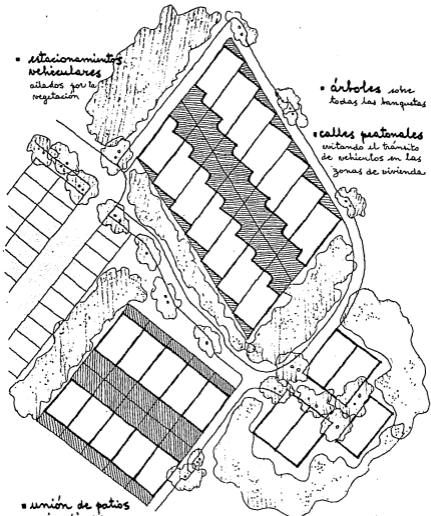 ▪ estacionamientos
vehiculares
aislados por la
vegetación
▪ árboles sobre
todas las banquetas
▪ calles peatonales
evitando el tránsito
de vehículos en las
zonas de vivienda
▪ unión de patios